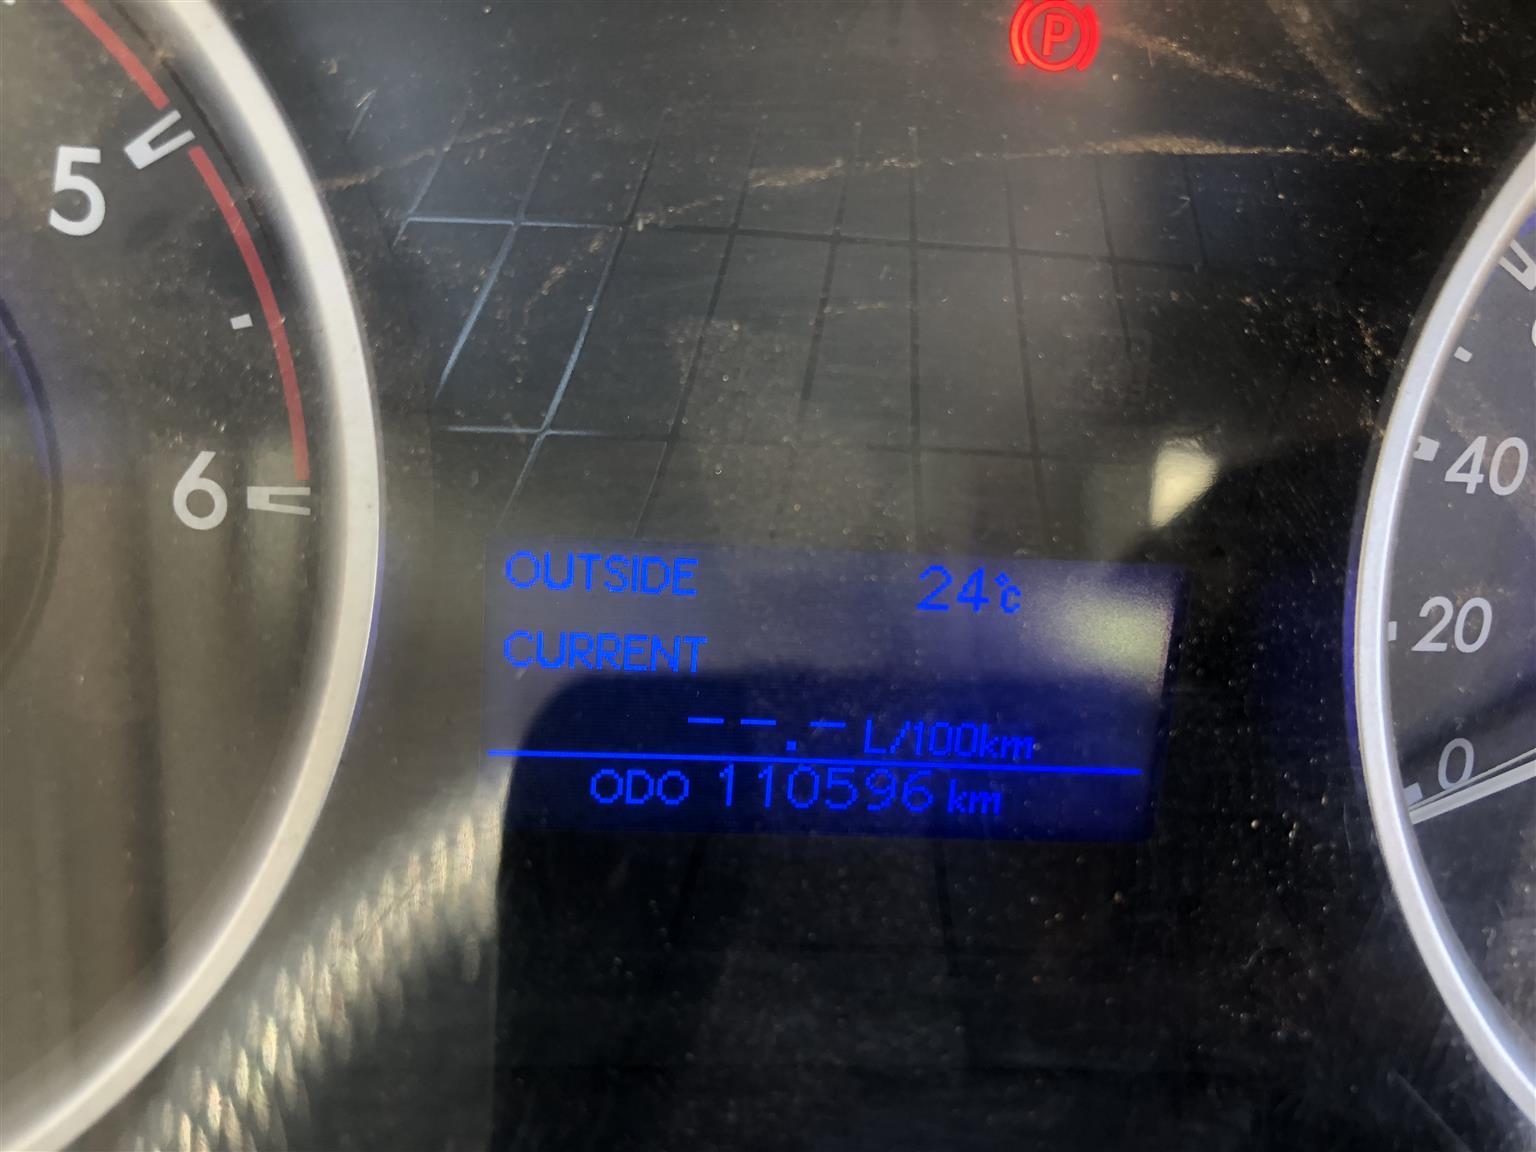 P
5
6
OUTSIDE 24°C
CURRENT
--.- L/100km
ODO 110596 km
40
20
0